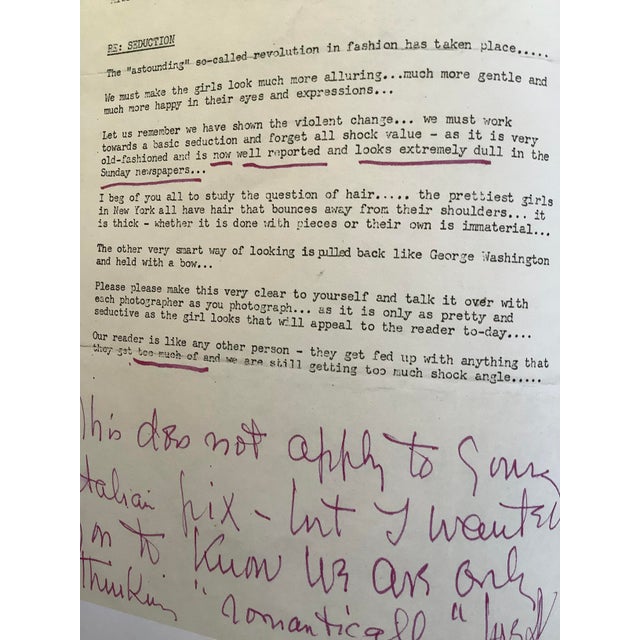 RE: SEDUCTION
The "astounding" so-called revolution in fashion has taken place.....
We must make the girls look much more alluring...much more gentle and
much more happy in their eyes and expressions...
Let us remember we have shown the violent change... we must work
towards a basic seduction and forget all shock value - as it is very
old-fashioned and is now well reported and looks extremely dull in the
Sunday newspapers...
I beg of you all to study the question of hair..... the prettiest girls
in New York all have hair that bounces away from their shoulders... it
is thick - whether it is done with pieces or their own is immaterial...
The other very smart way of looking is pulled back like George Washington
and held with a bow...
Please please make this very clear to yourself and talk it over with
each photographer as you photograph... as it is only as pretty and
seductive as the girl looks that will appeal to the reader to-day....
Our reader is like any other person - they get fed up with anything that
they get too much of and we are still getting too much shock angle.....
This does not apply to
talian pix - but I wanted
to know we are only
thinking "romantically"